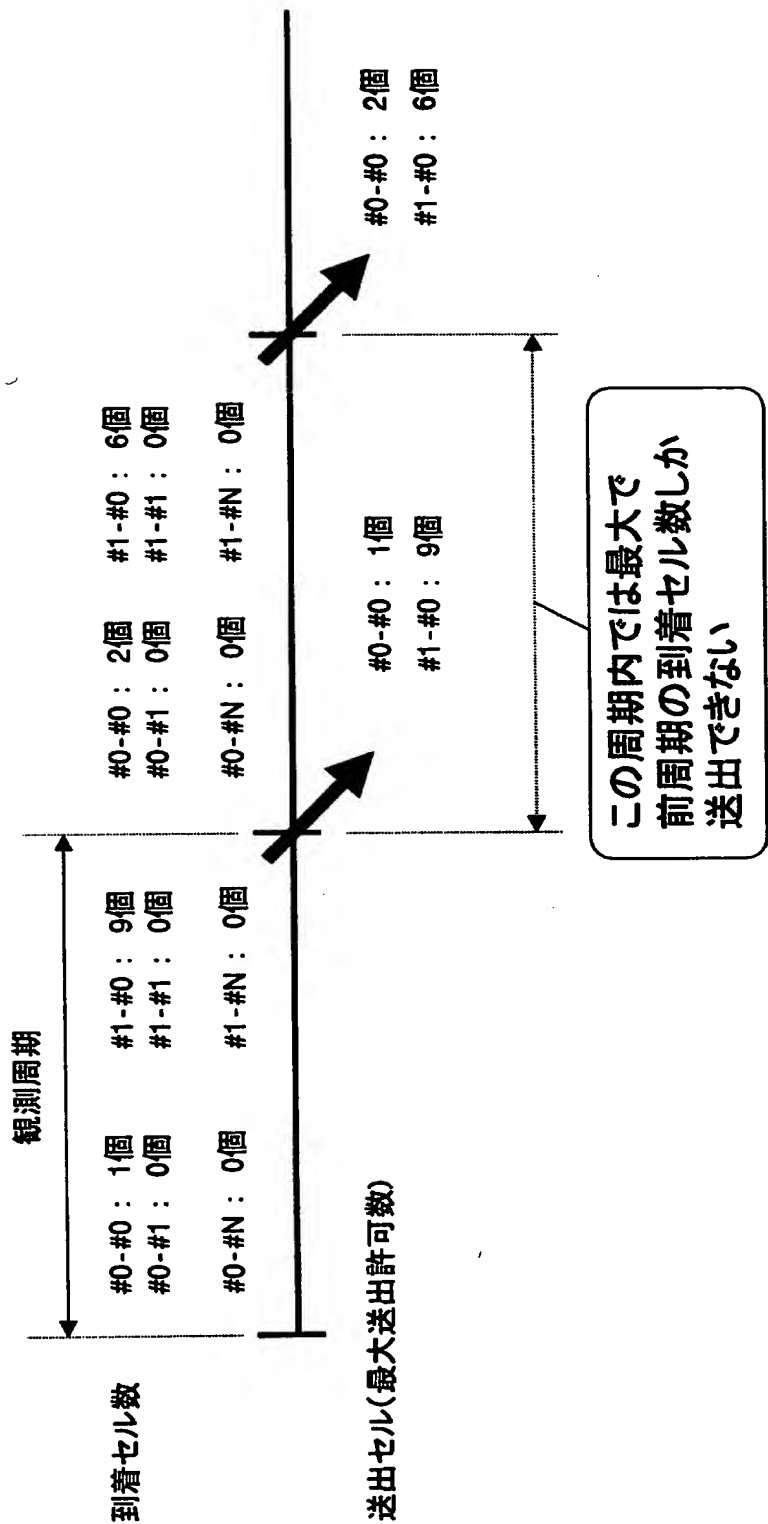 観測周期
到着セル数
#0-#0 : 1個
#0-#1 : 0個
#0-#N : 0個
#1-#0 : 9個
#1-#1 : 0個
#1-#N : 0個
#0-#0 : 2個
#0-#1 : 0個
#0-#N : 0個
#1-#0 : 6個
#1-#1 : 0個
#1-#N : 0個
送出セル(最大送出許可数)
#0-#0 : 1個
#1-#0 : 9個
#0-#0 : 2個
#1-#0 : 6個
この周期内では最大で
前周期の到着セル数しか
送出できない